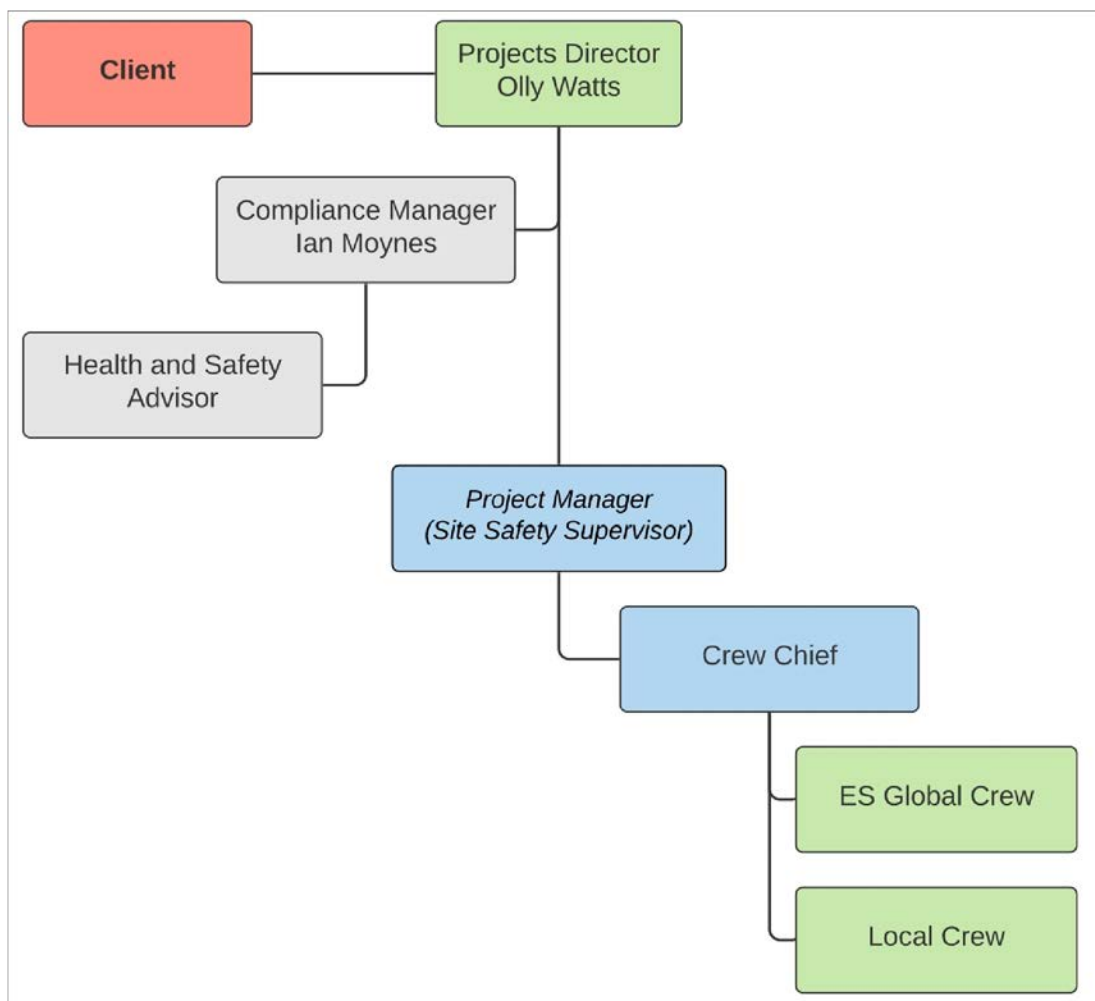 Client
Projects Director
Olly Watts
Compliance Manager
Ian Moynes
Health and Safety
Advisor
Project Manager
(Site Safety Supervisor)
Crew Chief
ES Global Crew
Local Crew